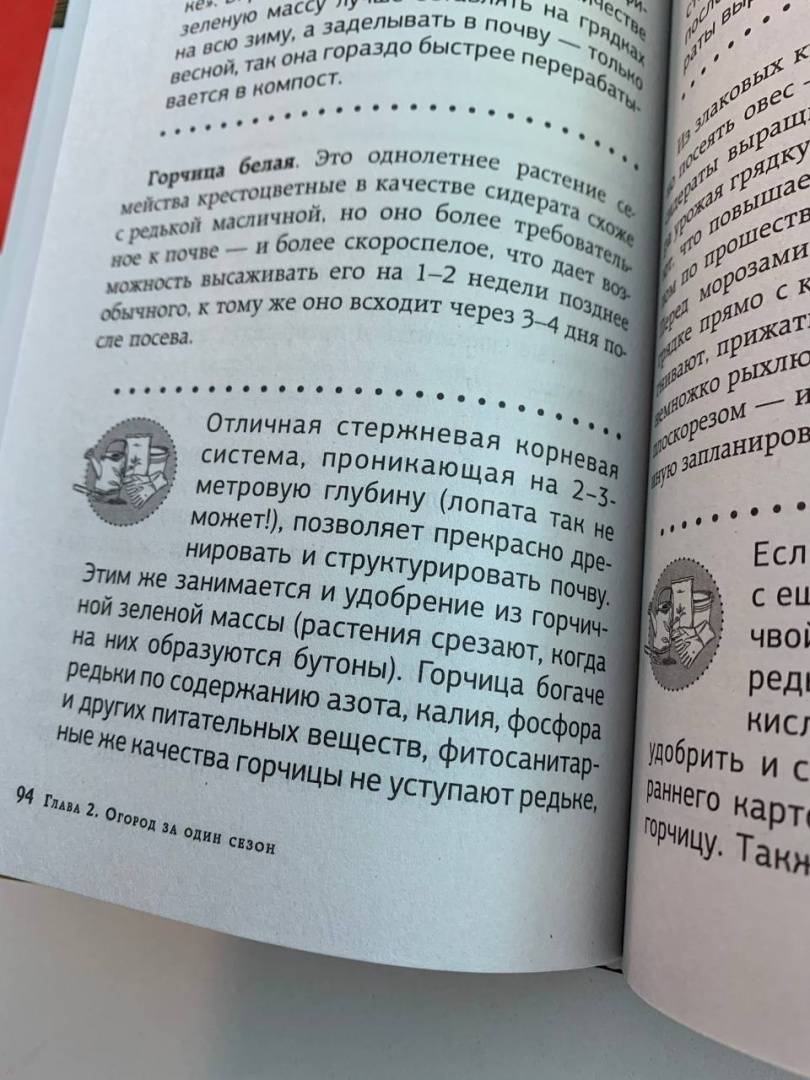 ке».
зеленую массу лучше оставлять на грядках
на всю зиму, а заделывать в почву — только
весной, так она гораздо быстрее перерабаты-
вается в компост.
Горчица белая. Это однолетнее растение се-
мейства крестоцветные в качестве сидерата схоже
с редькой масличной, но оно более требователь-
ное к почве — и более скороспелое, что дает воз-
можность высаживать его на 1–2 недели позднее
обычного, к тому же оно всходит через 3–4 дня по-
сле посева.
Отличная стержневая корневая
система, проникающая на 2–3-
метровую глубину (лопата так не
может!), позволяет прекрасно дре-
нировать и структурировать почву.
Этим же занимается и удобрение из горчич-
ной зеленой массы (растения срезают, когда
на них образуются бутоны). Горчица богаче
редьки по содержанию азота, калия, фосфора
и других питательных веществ, фитосанитар-
ные же качества горчицы не уступают редьке,
94 Глава 2. Огород за один сезон
Из злаковых
посеять овес —
урожая грядку
что повышает
по прошеств
Перед морозами
грядке прямо с
прижат
немножко рыхлю
плоскорезом — и
запланиров
Есл
с ещ
чвой
редь
кисл
удобрить и с
раннего карто
горчицу. Такж